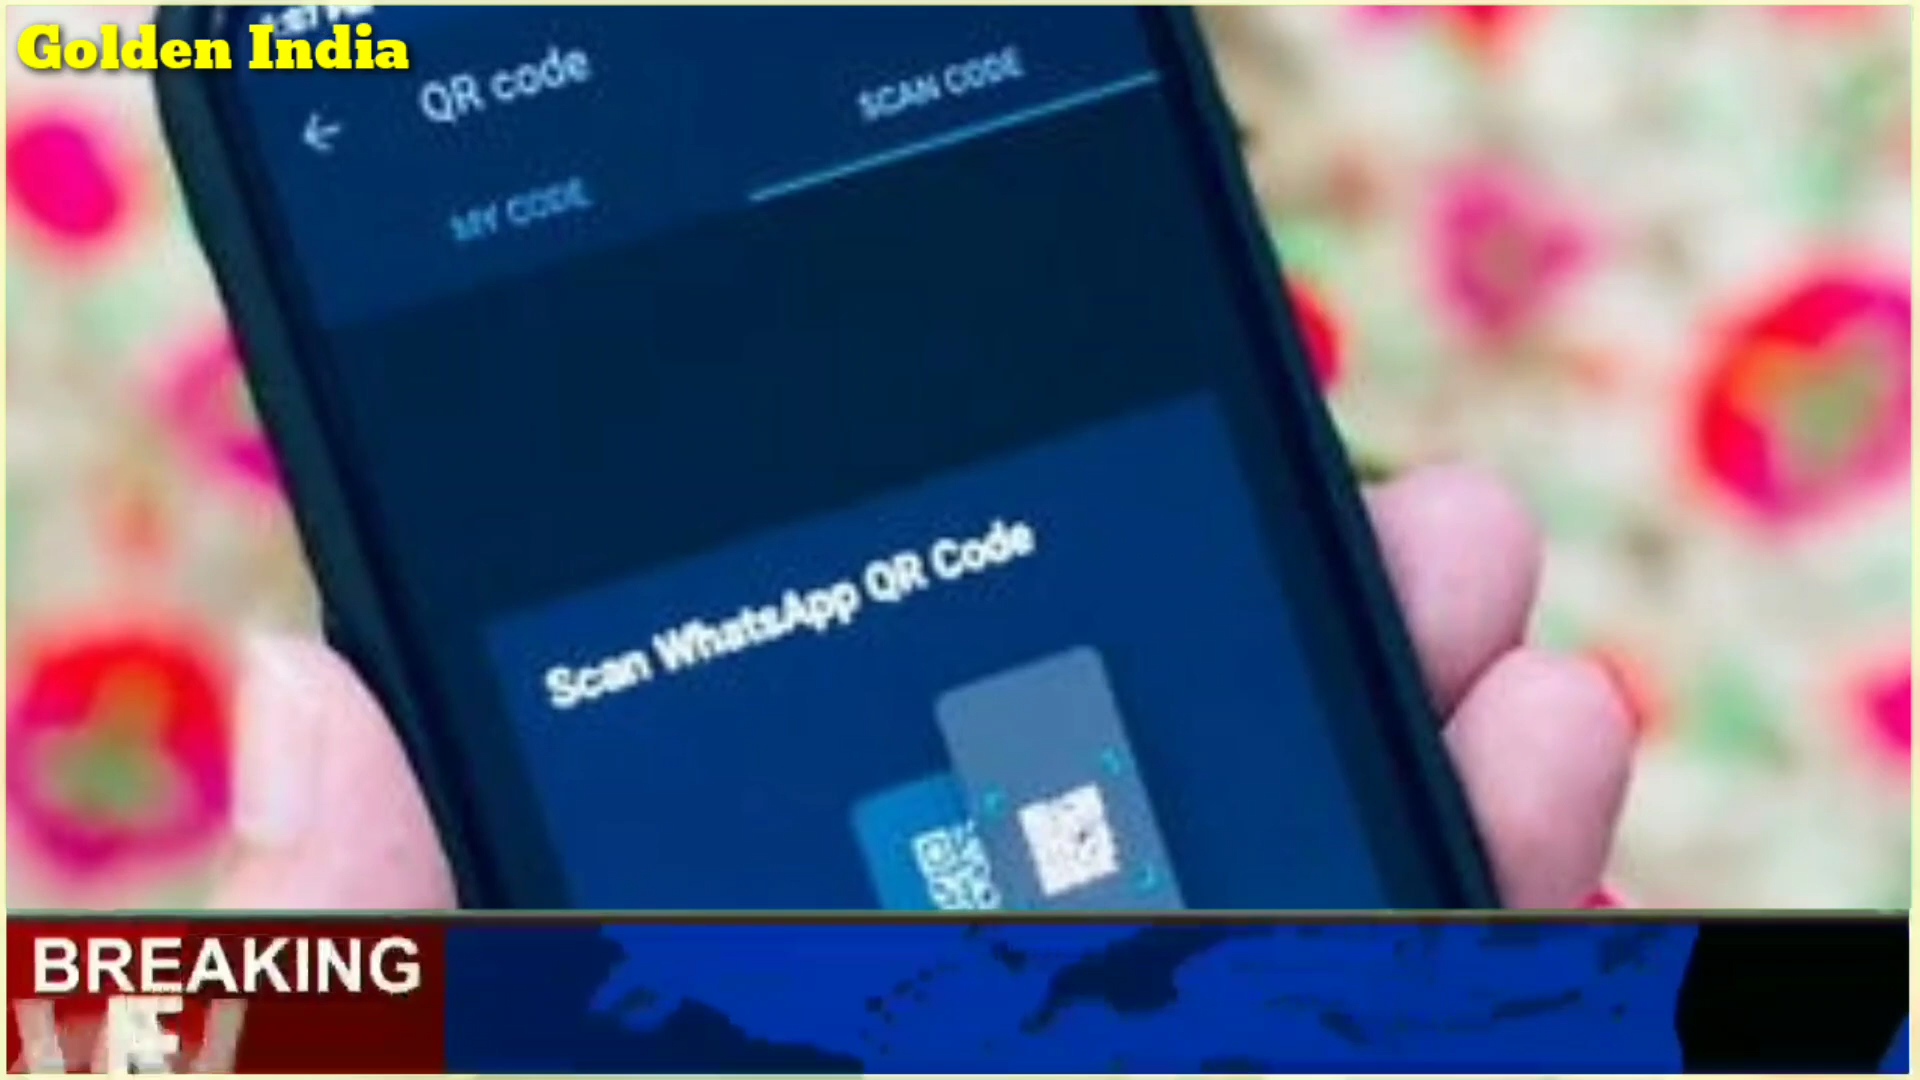 Golden India
QR code
SCAN CODE
MY CODE
Scan WhatsApp QR Code
BREAKING